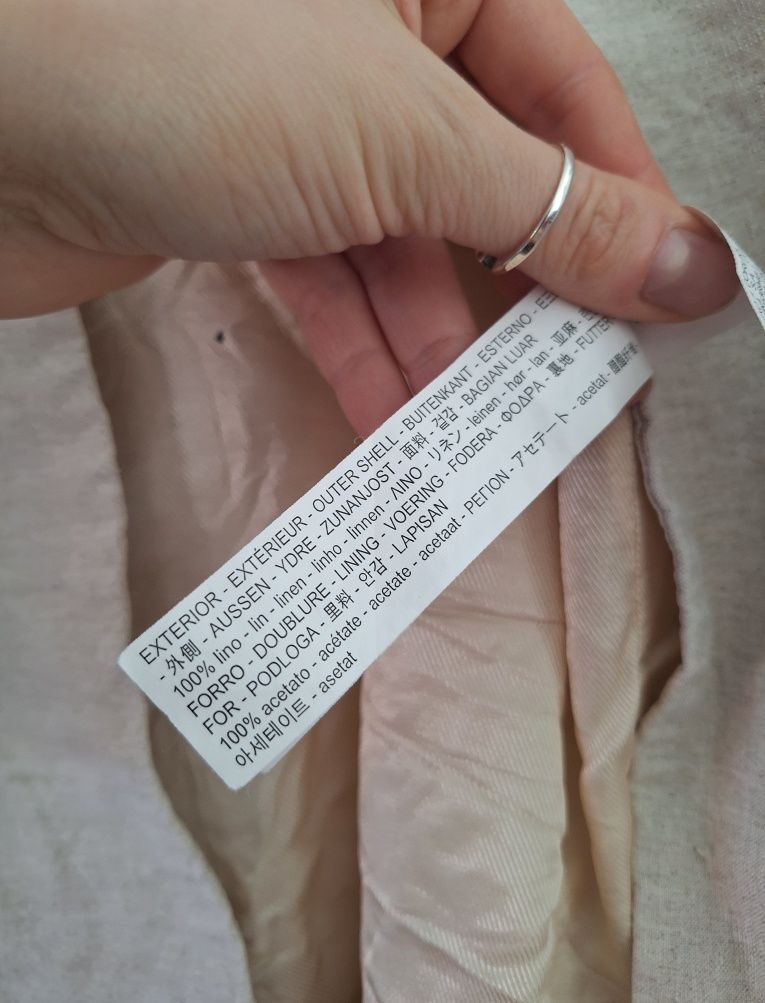 EXTERIOR - EXTÉRIEUR - OUTER SHELL - BUITENKANT - ESTERNO -
- 外側 - AUSSEN - YDRE - ZUNANJOST - 面料 - 겉감 - BAGIAN LUAR
100% lino - lin - linen - linho - linnen - ΛΙΝΟ - リネン - leinen - hør - lan - 亚麻 -
FORRO - DOUBLURE - LINING - VOERING - FODERA - ΦΟΔΡΑ - 裏地 - FUTTER
FOR - PODLOGA - 里料 - 안감 - LAPISAN
100% acetato - acétate - acetate - acetaat - ΡΕΓΙΟΝ - アセテート - acetat -
아세테이트 - asetat